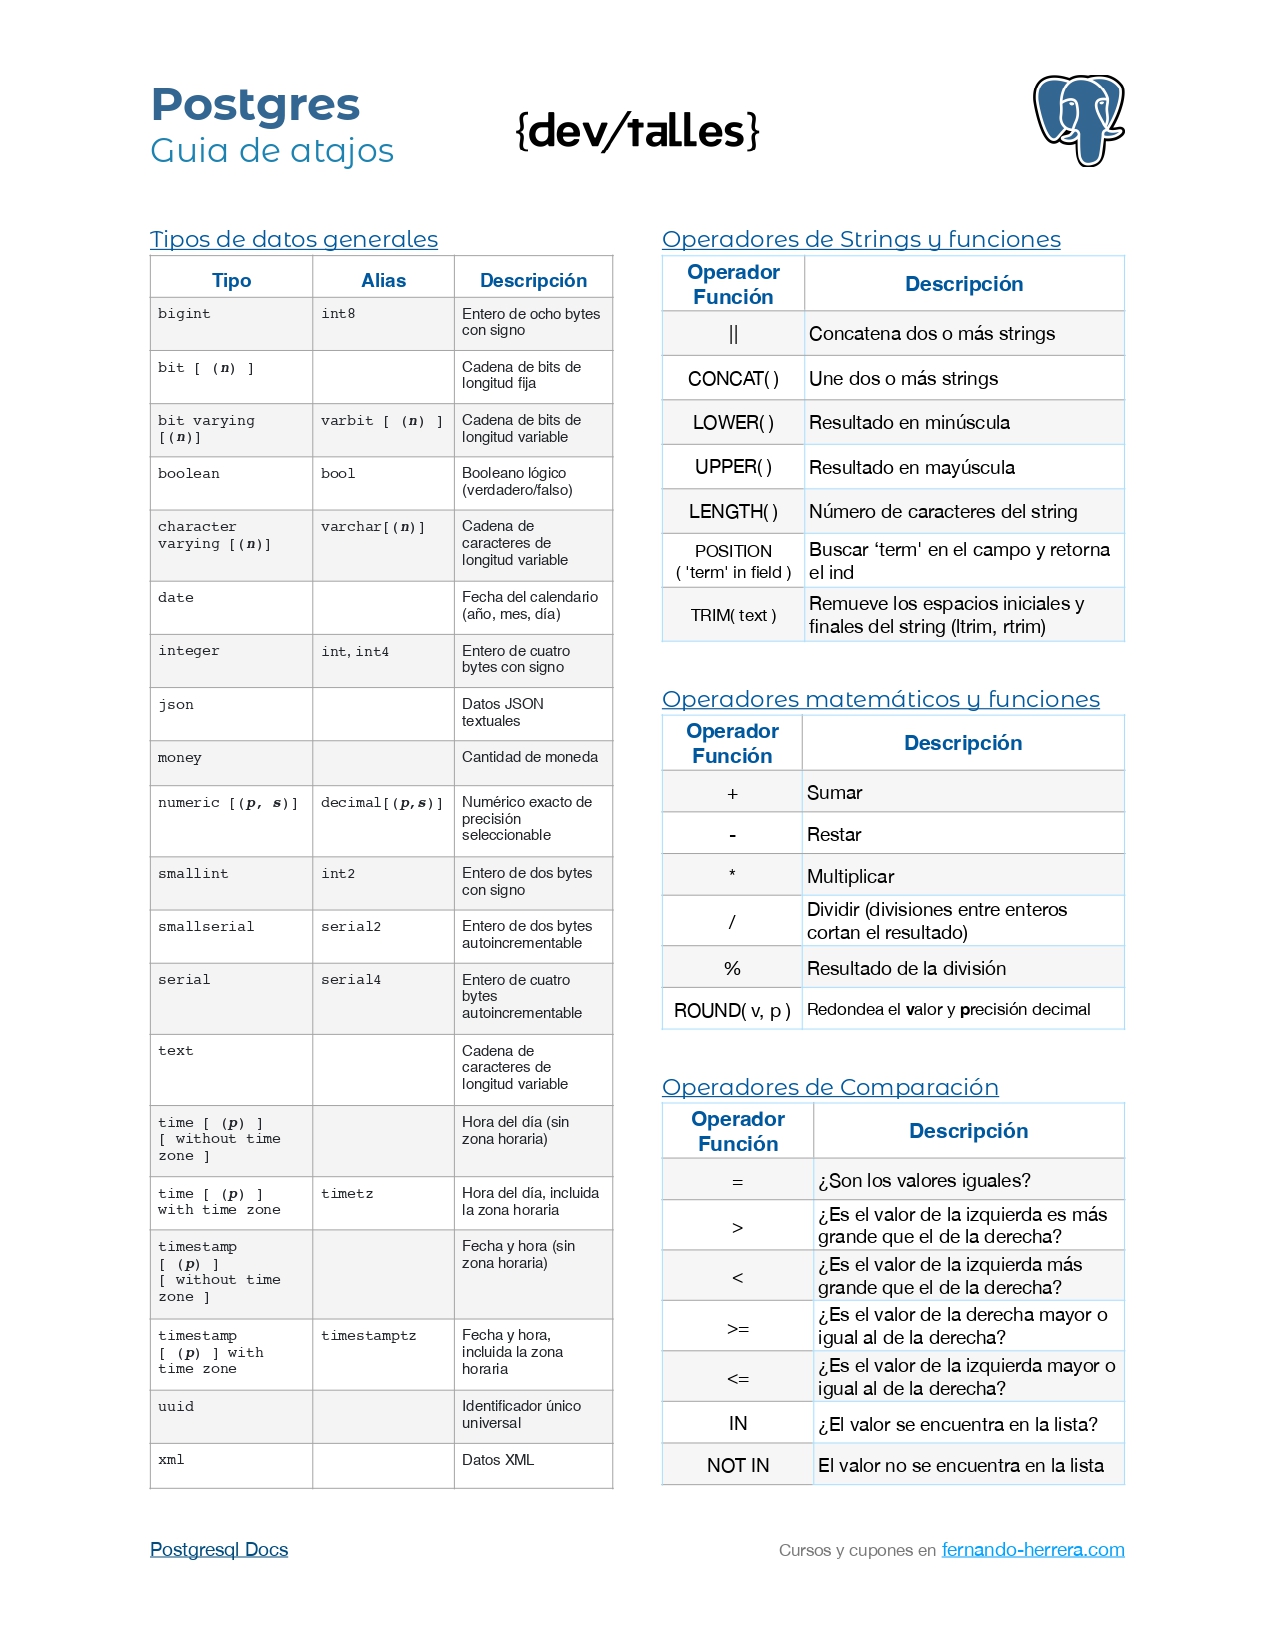 Postgres
Guia de atajos
{dev/talles}
Tipos de datos generales
Tipo Alias Descripción
bigint int8 Entero de ocho bytes
con signo
bit [ (n) ] Cadena de bits de
longitud fija
bit varying varbit [ (n) ] Cadena de bits de
[(n)] longitud variable
boolean bool Booleano lógico
(verdadero/falso)
character varchar[(n)] Cadena de
varying [(n)] caracteres de
longitud variable
date Fecha del calendario
(año, mes, día)
integer int, int4 Entero de cuatro
bytes con signo
json Datos JSON
textuales
money Cantidad de moneda
numeric [(p, s)] decimal[(p,s)] Numérico exacto de
precisión
seleccionable
smallint int2 Entero de dos bytes
con signo
smallserial serial2 Entero de dos bytes
autoincrementable
serial serial4 Entero de cuatro
bytes
autoincrementable
text Cadena de
caracteres de
longitud variable
time [ (p) ] Hora del día (sin
[ without time zona horaria)
zone ]
time [ (p) ] timetz Hora del día, incluida
with time zone la zona horaria
timestamp Fecha y hora (sin
[ (p) ] zona horaria)
[ without time
zone ]
timestamp timestamptz Fecha y hora,
[ (p) ] with incluida la zona
time zone horaria
uuid Identificador único
universal
xml Datos XML
Operadores de Strings y funciones
Operador
Función Descripción
|| Concatena dos o más strings
CONCAT( ) Une dos o más strings
LOWER( ) Resultado en minúscula
UPPER( ) Resultado en mayúscula
LENGTH( ) Número de caracteres del string
POSITION Buscar ‘term' en el campo y retorna
( 'term' in field ) el ind
TRIM( text ) Remueve los espacios iniciales y
finales del string (ltrim, rtrim)
Operadores matemáticos y funciones
Operador
Función Descripción
+ Sumar
- Restar
* Multiplicar
/ Dividir (divisiones entre enteros
cortan el resultado)
% Resultado de la división
ROUND( v, p ) Redondea el valor y precisión decimal
Operadores de Comparación
Operador
Función Descripción
= ¿Son los valores iguales?
> ¿Es el valor de la izquierda es más
grande que el de la derecha?
< ¿Es el valor de la izquierda más
grande que el de la derecha?
>= ¿Es el valor de la derecha mayor o
igual al de la derecha?
<= ¿Es el valor de la izquierda mayor o
igual al de la derecha?
IN ¿El valor se encuentra en la lista?
NOT IN El valor no se encuentra en la lista
Postgresql Docs
Cursos y cupones en fernando-herrera.com